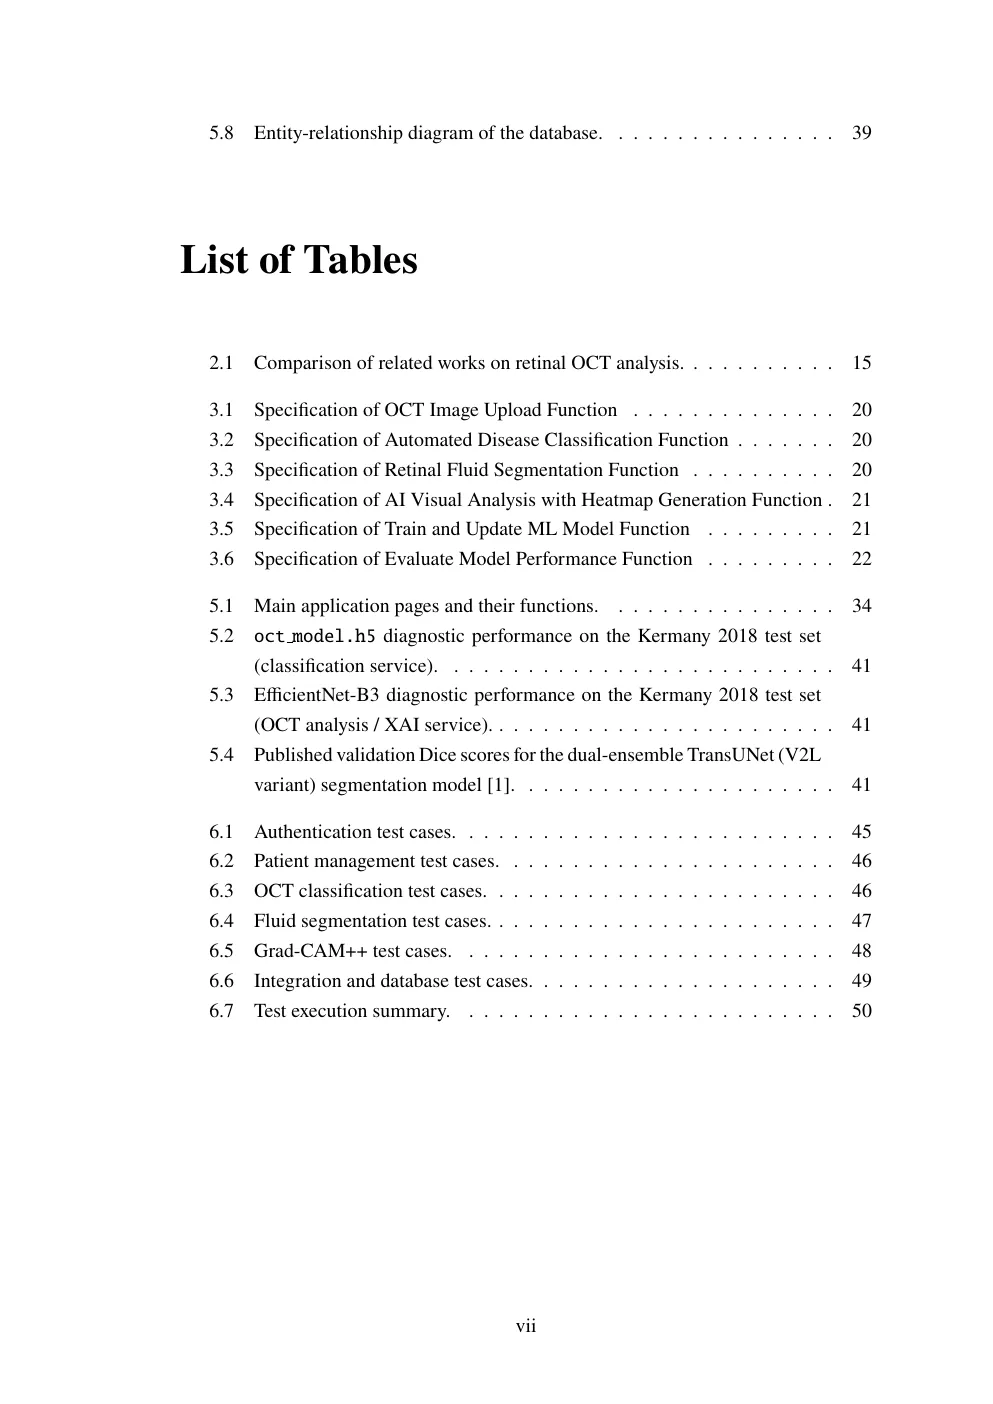 5.8 Entity-relationship diagram of the database. . . . . . . . . . . . . . . . 39
List of Tables
2.1 Comparison of related works on retinal OCT analysis. . . . . . . . . . . 15
3.1 Specification of OCT Image Upload Function . . . . . . . . . . . . . . 20
3.2 Specification of Automated Disease Classification Function . . . . . . . 20
3.3 Specification of Retinal Fluid Segmentation Function . . . . . . . . . . 20
3.4 Specification of AI Visual Analysis with Heatmap Generation Function . 21
3.5 Specification of Train and Update ML Model Function . . . . . . . . . 21
3.6 Specification of Evaluate Model Performance Function . . . . . . . . . 22
5.1 Main application pages and their functions. . . . . . . . . . . . . . . . 34
5.2 oct_model.h5 diagnostic performance on the Kermany 2018 test set
(classification service). . . . . . . . . . . . . . . . . . . . . . . . . . . 41
5.3 EfficientNet-B3 diagnostic performance on the Kermany 2018 test set
(OCT analysis / XAI service). . . . . . . . . . . . . . . . . . . . . . . . 41
5.4 Published validation Dice scores for the dual-ensemble TransUNet (V2L
variant) segmentation model [1]. . . . . . . . . . . . . . . . . . . . . . 41
6.1 Authentication test cases. . . . . . . . . . . . . . . . . . . . . . . . . . 45
6.2 Patient management test cases. . . . . . . . . . . . . . . . . . . . . . . 46
6.3 OCT classification test cases. . . . . . . . . . . . . . . . . . . . . . . . 46
6.4 Fluid segmentation test cases. . . . . . . . . . . . . . . . . . . . . . . . 47
6.5 Grad-CAM++ test cases. . . . . . . . . . . . . . . . . . . . . . . . . . 48
6.6 Integration and database test cases. . . . . . . . . . . . . . . . . . . . . 49
6.7 Test execution summary. . . . . . . . . . . . . . . . . . . . . . . . . . 50
vii